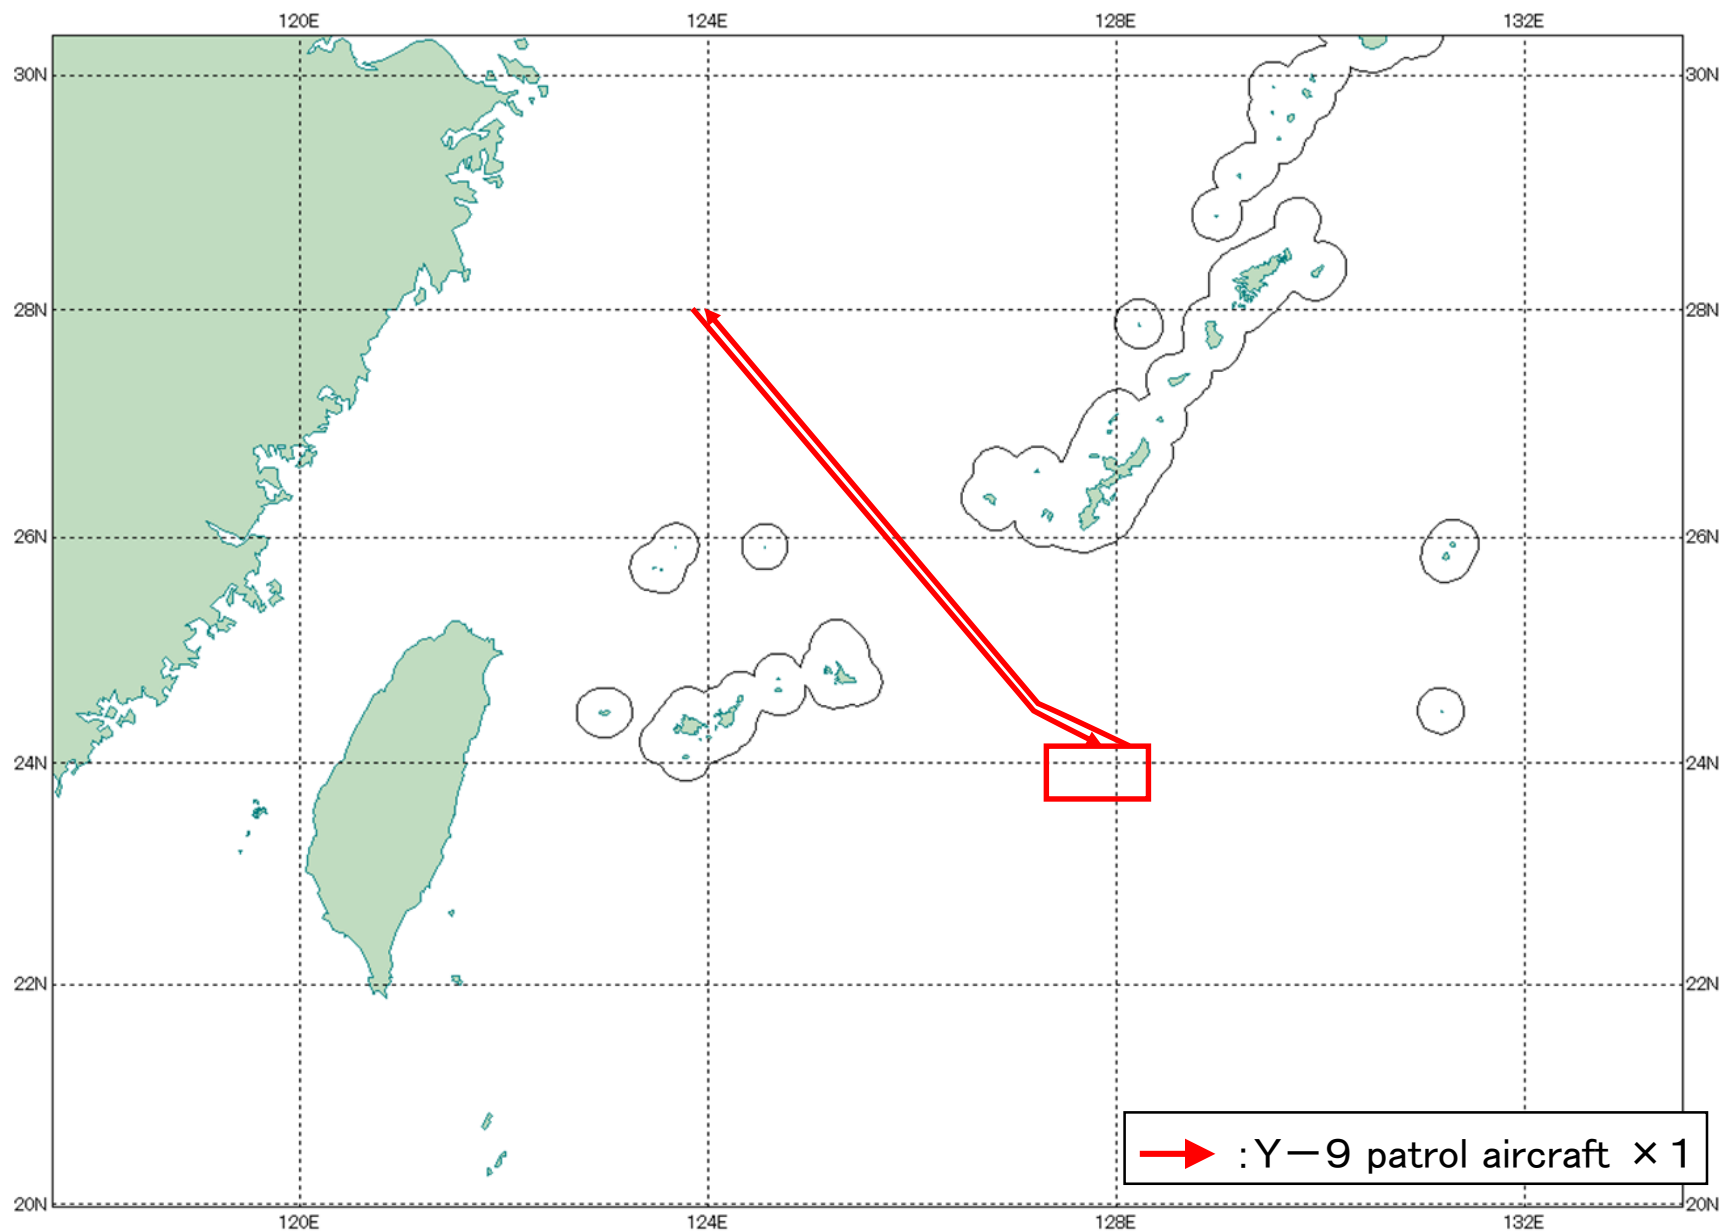 120E 124E 128E 132E
30N 30N
28N 28N
26N 26N
24N 24N
22N 22N
:Y－9 patrol aircraft ×1
20N 20N
120E 124E 128E 132E